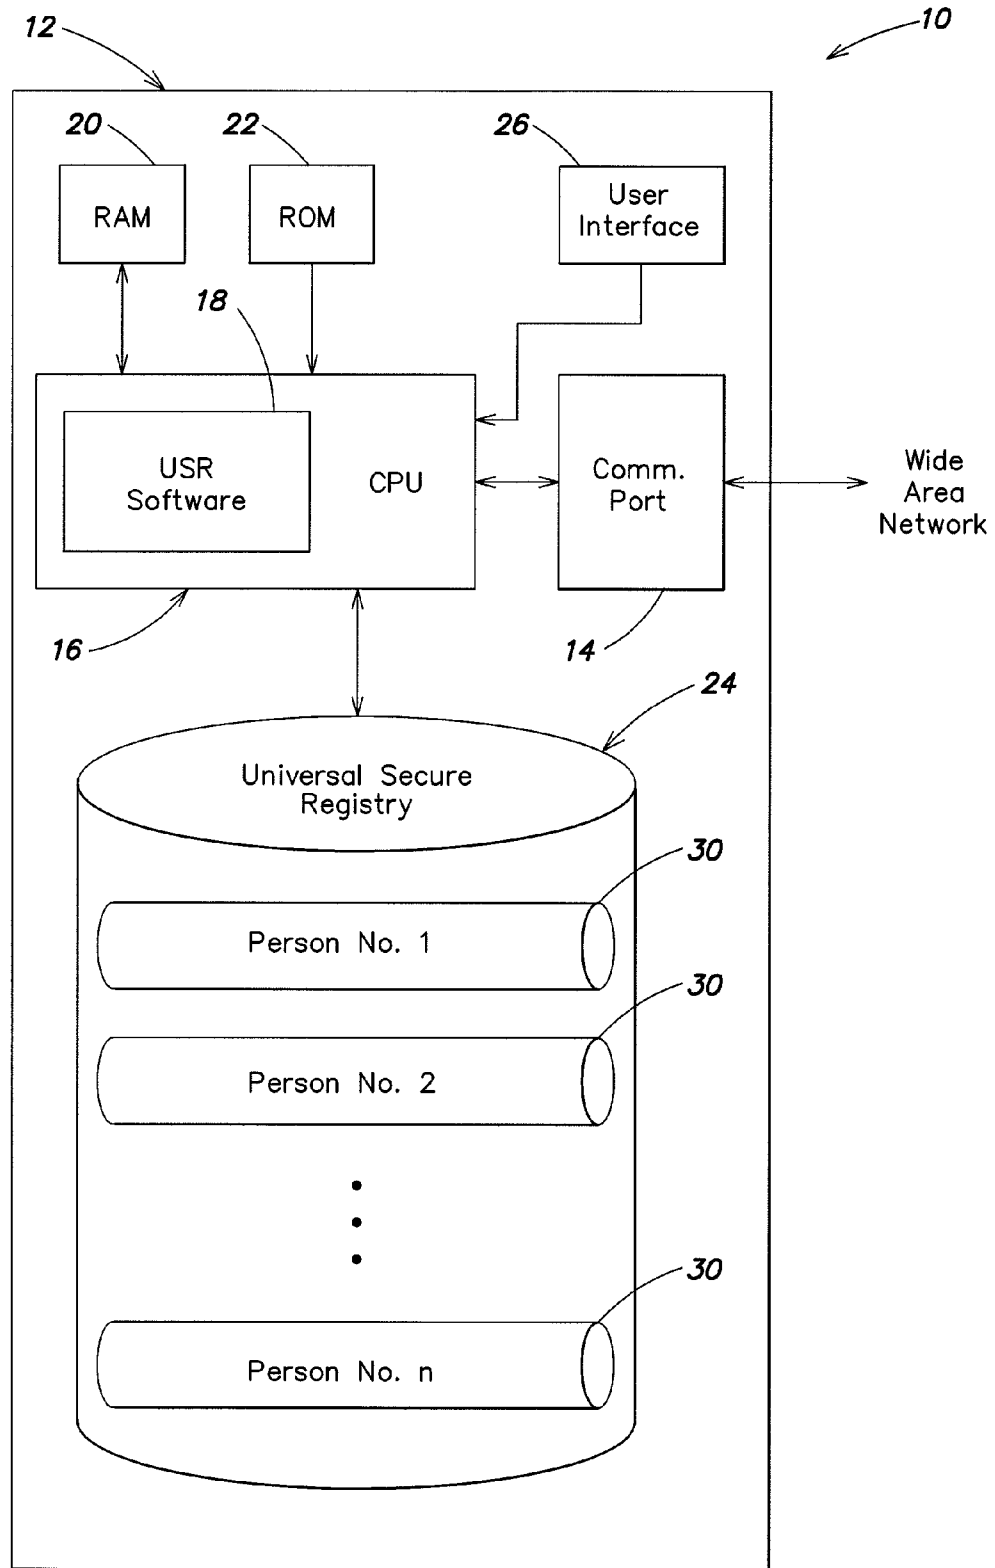 10
12
20
22
26
RAM
ROM
User
Interface
18
USR
Software
CPU
Comm.
Port
Wide
Area
Network
16
14
24
Universal Secure
Registry
30
Person No. 1
30
Person No. 2
30
Person No. n